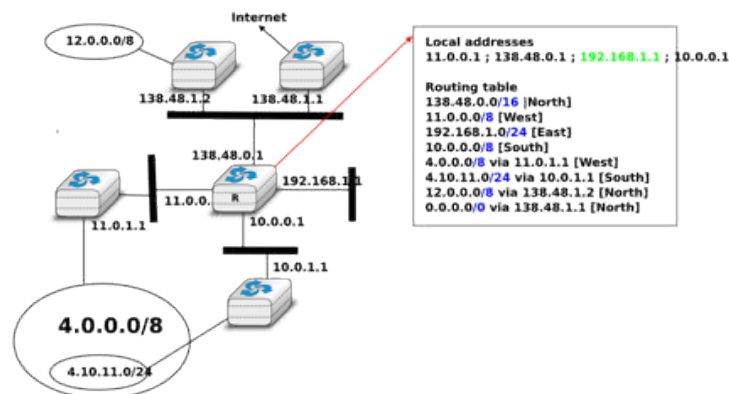 Internet
12.0.0.0/8
138.48.1.2
138.48.1.1
138.48.0.1
192.168.1.1
R
11.0.0.
11.0.1.1
10.0.0.1
10.0.1.1
4.0.0.0/8
4.10.11.0/24
Local addresses
11.0.0.1 ; 138.48.0.1 ; 192.168.1.1 ; 10.0.0.1
Routing table
138.48.0.0/16 |North]
11.0.0.0/8 [West]
192.168.1.0/24 [East]
10.0.0.0/8 [South]
4.0.0.0/8 via 11.0.1.1 [West]
4.10.11.0/24 via 10.0.1.1 [South]
12.0.0.0/8 via 138.48.1.2 [North]
0.0.0.0/0 via 138.48.1.1 [North]